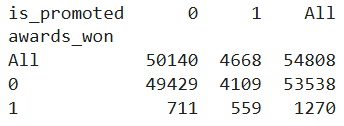 is_promoted 0 1 All
awards_won
All 50140 4668 54808
0 49429 4109 53538
1 711 559 1270